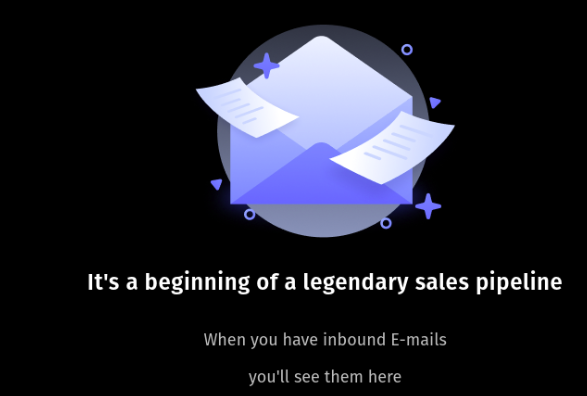 It's a beginning of a legendary sales pipeline
When you have inbound E-mails
you'll see them here